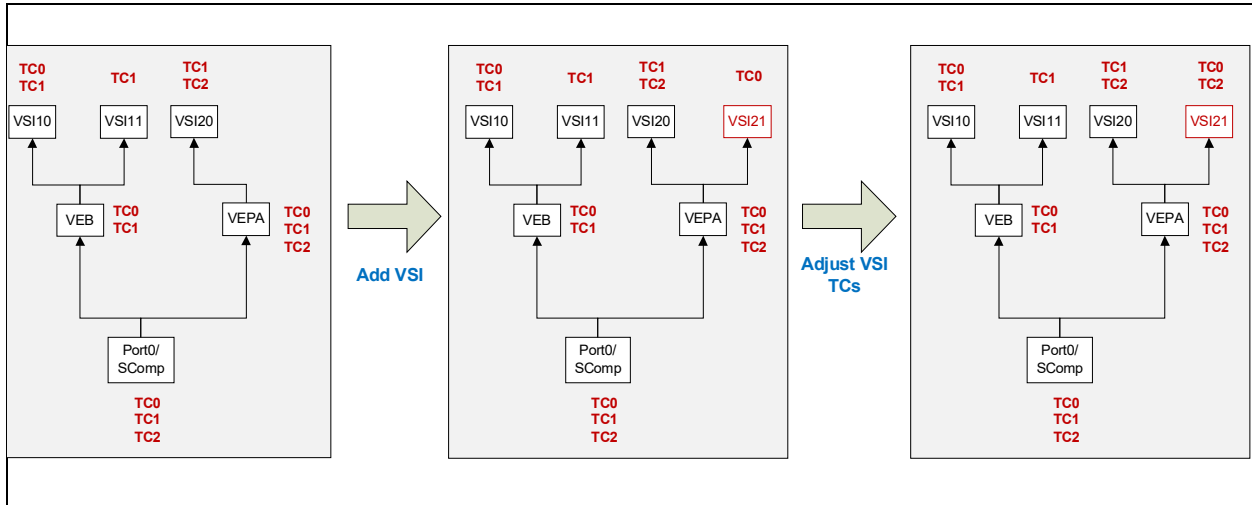 TC0
TC1
TC1
TC1
TC2
VSI10
VSI11
VSI20
VEB
TC0
TC1
VEPA
TC0
TC1
TC2
Port0/
SComp
TC0
TC1
TC2
Add VSI
TC0
TC1
TC1
TC1
TC2
TC0
VSI10
VSI11
VSI20
VSI21
VEB
TC0
TC1
VEPA
TC0
TC1
TC2
Port0/
SComp
TC0
TC1
TC2
Adjust VSI
TCs
TC0
TC1
TC1
TC1
TC2
TC0
TC2
VSI10
VSI11
VSI20
VSI21
VEB
TC0
TC1
VEPA
TC0
TC1
TC2
Port0/
SComp
TC0
TC1
TC2